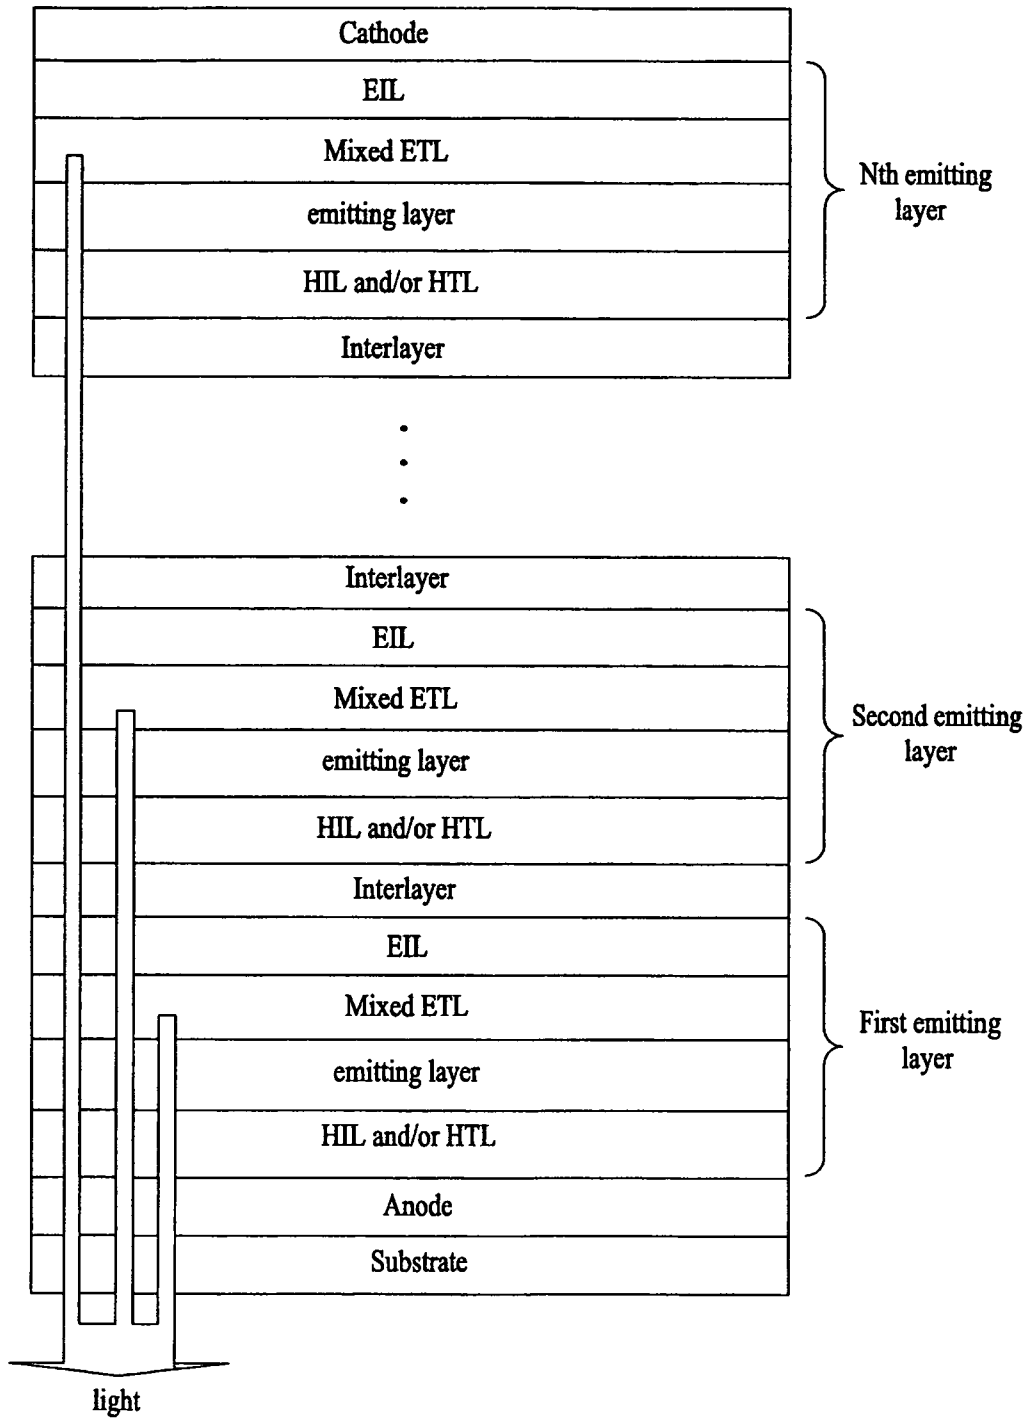 Cathode
EIL
Mixed ETL
emitting layer
HIL and/or HTL
Interlayer
Nth emitting
layer
Interlayer
EIL
Mixed ETL
emitting layer
HIL and/or HTL
Second emitting
layer
Interlayer
EIL
Mixed ETL
emitting layer
HIL and/or HTL
First emitting
layer
Anode
Substrate
light